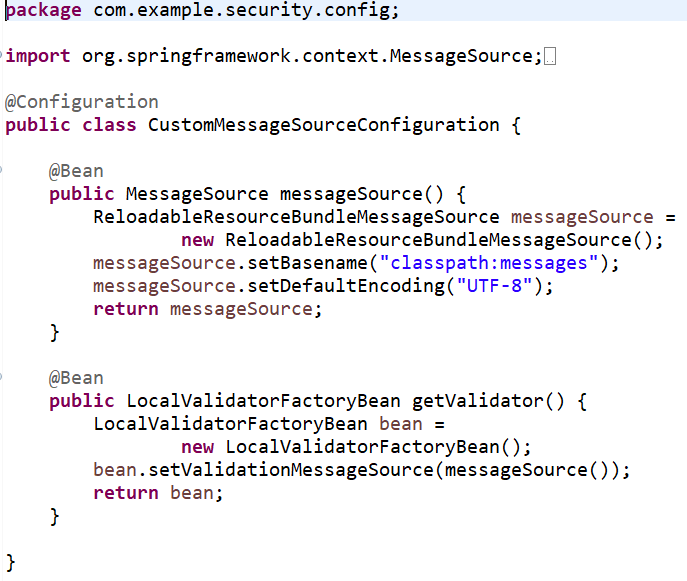 package com.example.security.config;
import org.springframework.context.MessageSource;
@Configuration
public class CustomMessageSourceConfiguration {
@Bean
public MessageSource messageSource() {
ReloadableResourceBundleMessageSource messageSource =
new ReloadableResourceBundleMessageSource();
messageSource.setBasename("classpath:messages");
messageSource.setDefaultEncoding("UTF-8");
return messageSource;
}
@Bean
public LocalValidatorFactoryBean getValidator() {
LocalValidatorFactoryBean bean =
new LocalValidatorFactoryBean();
bean.setValidationMessageSource(messageSource());
return bean;
}
}